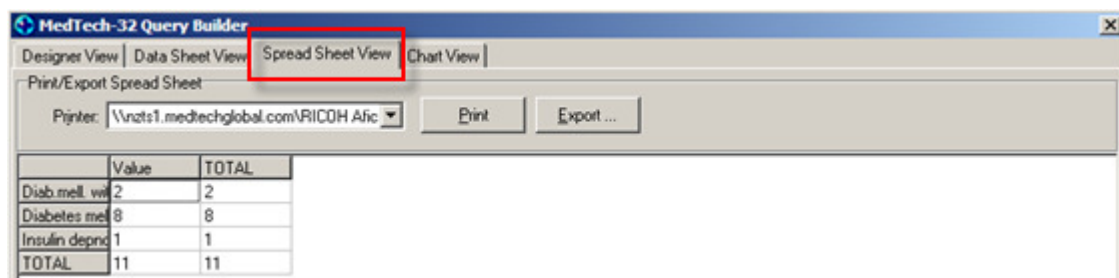 MedTech-32 Query Builder
Designer View Data Sheet View Spread Sheet View Chart View
Print/Export Spread Sheet
Printer: \\nzts1.medtechglobal.com\RICOH Afic Print Export ...
Value TOTAL
Diab.mell. wil 2 2
Diabetes mel 8 8
Insulin depnd 1 1
TOTAL 11 11